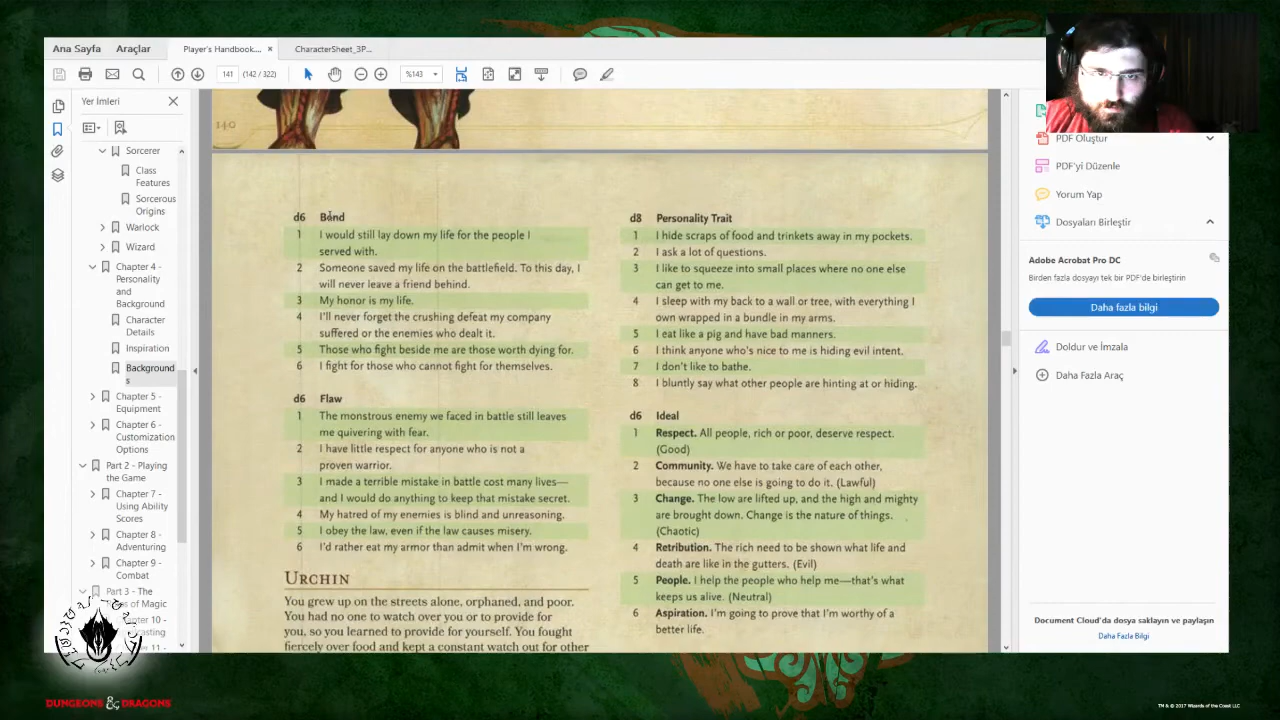 Ana Sayfa
Araçlar
Player's Handbook....
CharacterSheet_3P...
141
(142 / 322)
%143
Yer İmleri
Sorcerer
Class
Features
Sorcerous
Origins
Warlock
Wizard
Chapter 4 -
Personality
and
Background
Character
Details
Inspiration
Background
s
Chapter 5 -
Equipment
Chapter 6 -
Customization
Options
Part 2 - Playing
the Game
Chapter 7 -
Using Ability
Scores
Chapter 8 -
Adventuring
Chapter 9 -
Combat
Part 3 - The
of Magic
140
d6 Bond
1 I would still lay down my life for the people I
served with.
2 Someone saved my life on the battlefield. To this day, I
will never leave a friend behind.
3 My honor is my life.
4 I'll never forget the crushing defeat my company
suffered or the enemies who dealt it.
5 Those who fight beside me are those worth dying for.
6 I fight for those who cannot fight for themselves.
d6 Flaw
1 The monstrous enemy we faced in battle still leaves
me quivering with fear.
2 I have little respect for anyone who is not a
proven warrior.
3 I made a terrible mistake in battle cost many lives—
and I would do anything to keep that mistake secret.
4 My hatred of my enemies is blind and unreasoning.
5 I obey the law, even if the law causes misery.
6 I'd rather eat my armor than admit when I'm wrong.
URCHIN
You grew up on the streets alone, orphaned, and poor.
You had no one to watch over you or to provide for
you, so you learned to provide for yourself. You fought
fiercely over food and kept a constant watch out for other
d8 Personality Trait
1 I hide scraps of food and trinkets away in my pockets.
2 I ask a lot of questions.
3 I like to squeeze into small places where no one else
can get to me.
4 I sleep with my back to a wall or tree, with everything I
own wrapped in a bundle in my arms.
5 I eat like a pig and have bad manners.
6 I think anyone who's nice to me is hiding evil intent.
7 I don't like to bathe.
8 I bluntly say what other people are hinting at or hiding.
d6 Ideal
1 Respect. All people, rich or poor, deserve respect.
(Good)
2 Community. We have to take care of each other,
because no one else is going to do it. (Lawful)
3 Change. The low are lifted up, and the high and mighty
are brought down. Change is the nature of things.
(Chaotic)
4 Retribution. The rich need to be shown what life and
death are like in the gutters. (Evil)
5 People. I help the people who help me—that's what
keeps us alive. (Neutral)
6 Aspiration. I'm going to prove that I'm worthy of a
better life.
PDF Oluştur
PDF'yi Düzenle
Yorum Yap
Dosyaları Birleştir
Adobe Acrobat Pro DC
Birden fazla dosyayı tek bir PDF'de birleştirin
Daha fazla bilgi
Doldur ve İmzala
Daha Fazla Araç
Document Cloud'da dosya saklayın ve paylaşın
Daha Fazla Bilgi
DUNGEONS & DRAGONS
TM & © 2017 Wizards of the Coast LLC